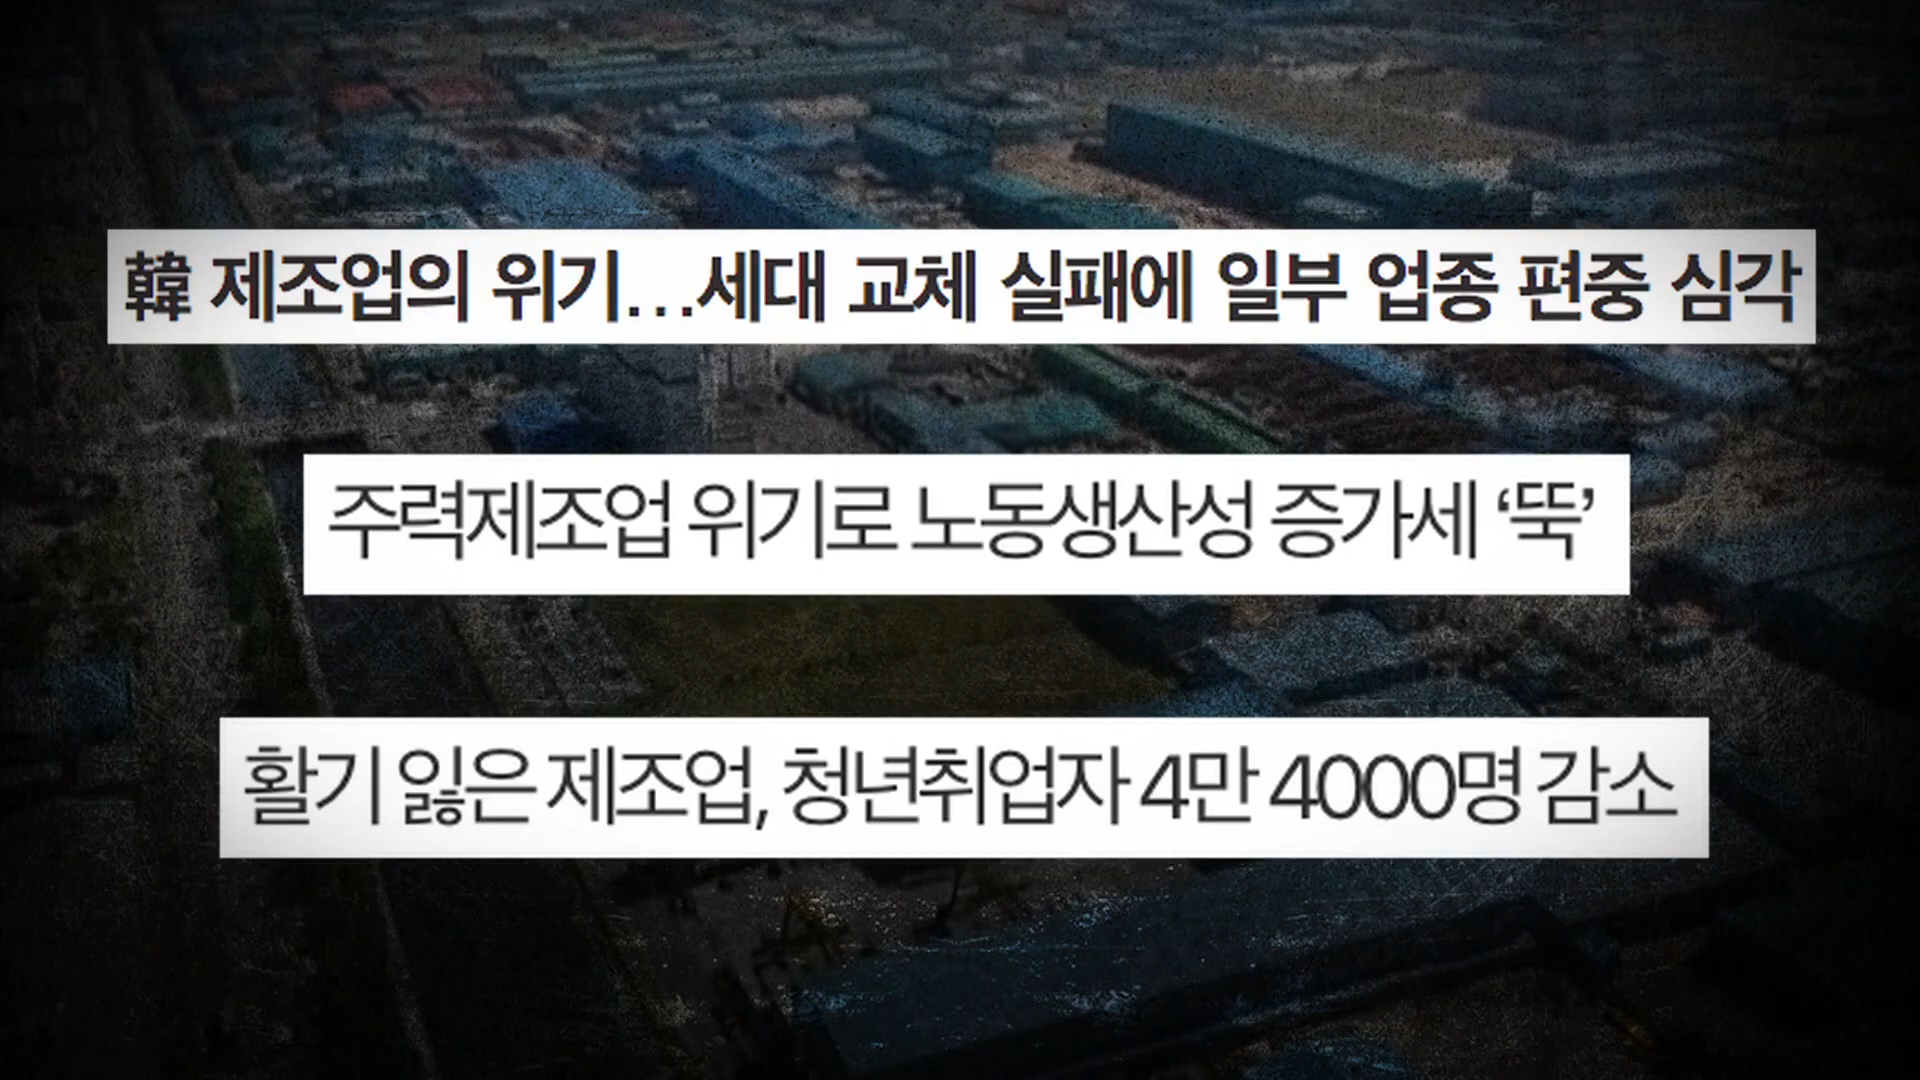 韓 제조업의 위기...세대 교체 실패에 일부 업종 편중 심각
주력제조업 위기로 노동생산성 증가세 ‘뚝’
활기 잃은 제조업, 청년취업자 4만 4000명 감소